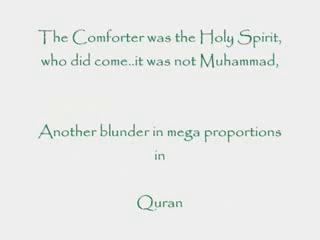 The Comforter was the Holy Spirit,
who did come..it was not Muhammad,
Another blunder in mega proportions
in
Quran